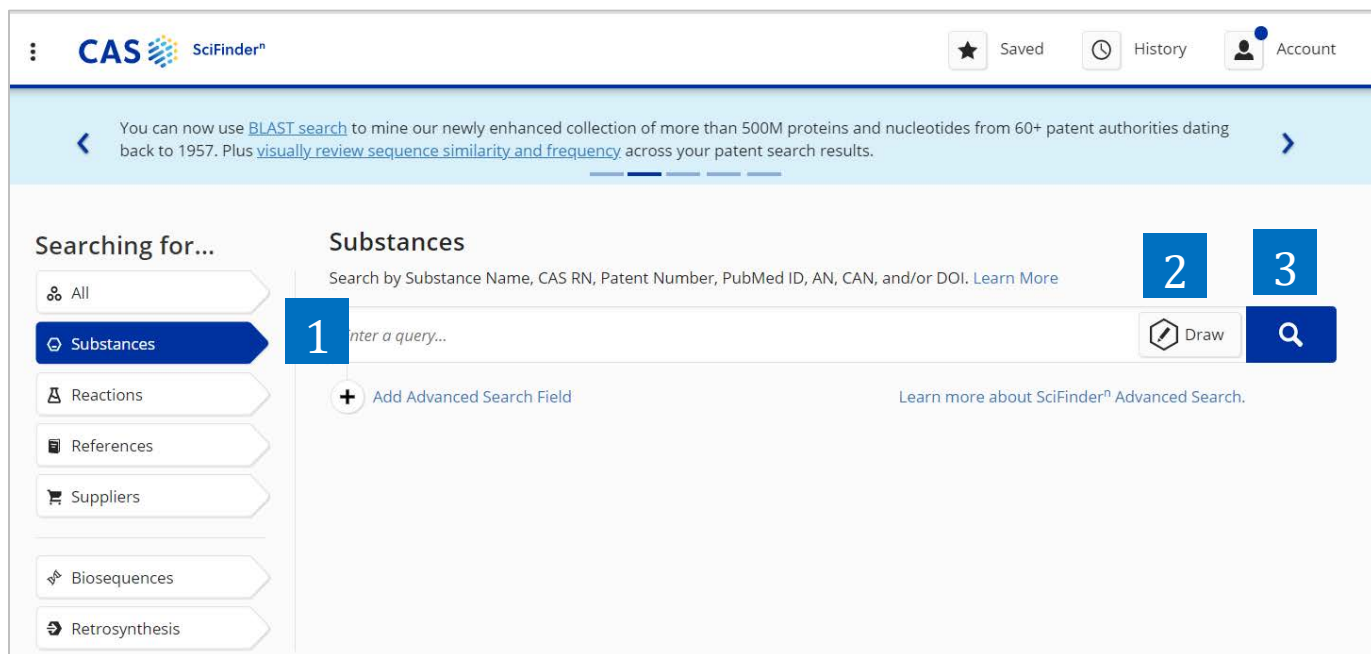 CAS SciFinderⁿ
Saved
History
Account
You can now use BLAST search to mine our newly enhanced collection of more than 500M proteins and nucleotides from 60+ patent authorities dating
back to 1957. Plus visually review sequence similarity and frequency across your patent search results.
Searching for...
All
Substances
Reactions
References
Suppliers
Biosequences
Retrosynthesis
Substances
Search by Substance Name, CAS RN, Patent Number, PubMed ID, AN, CAN, and/or DOI. Learn More
1
nter a query...
2
Draw
3
Add Advanced Search Field
Learn more about SciFinderⁿ Advanced Search.